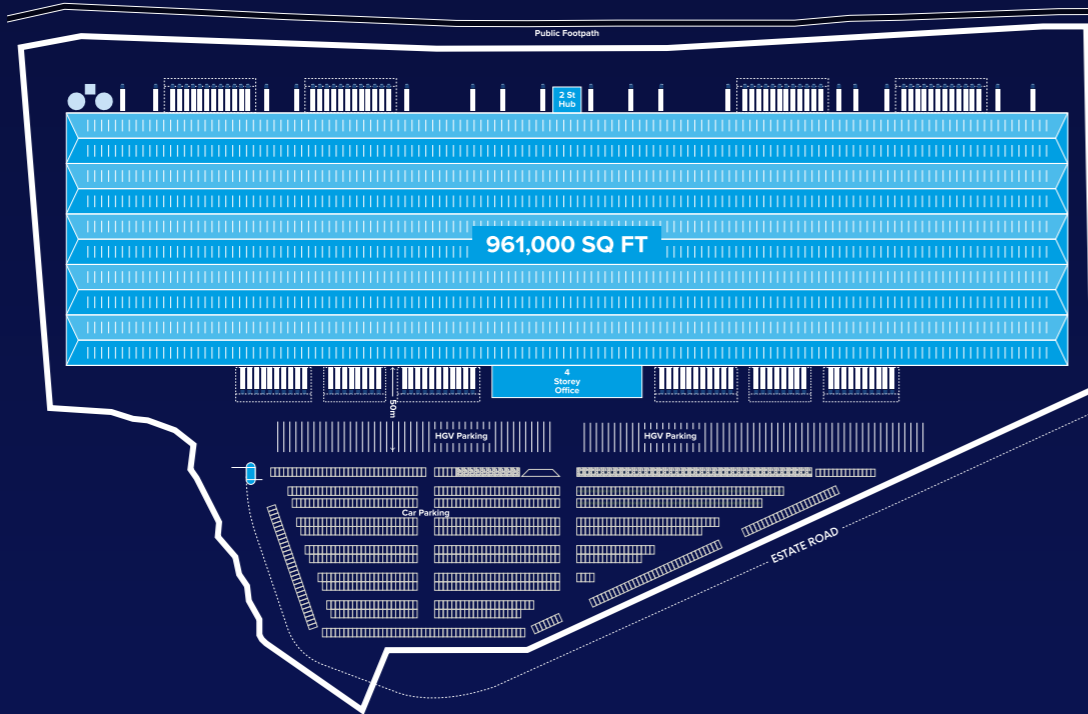 Public Footpath
2 St
Hub
961,000 SQ FT
4
Storey
Office
50m
HGV Parking
HGV Parking
Car Parking
ESTATE ROAD